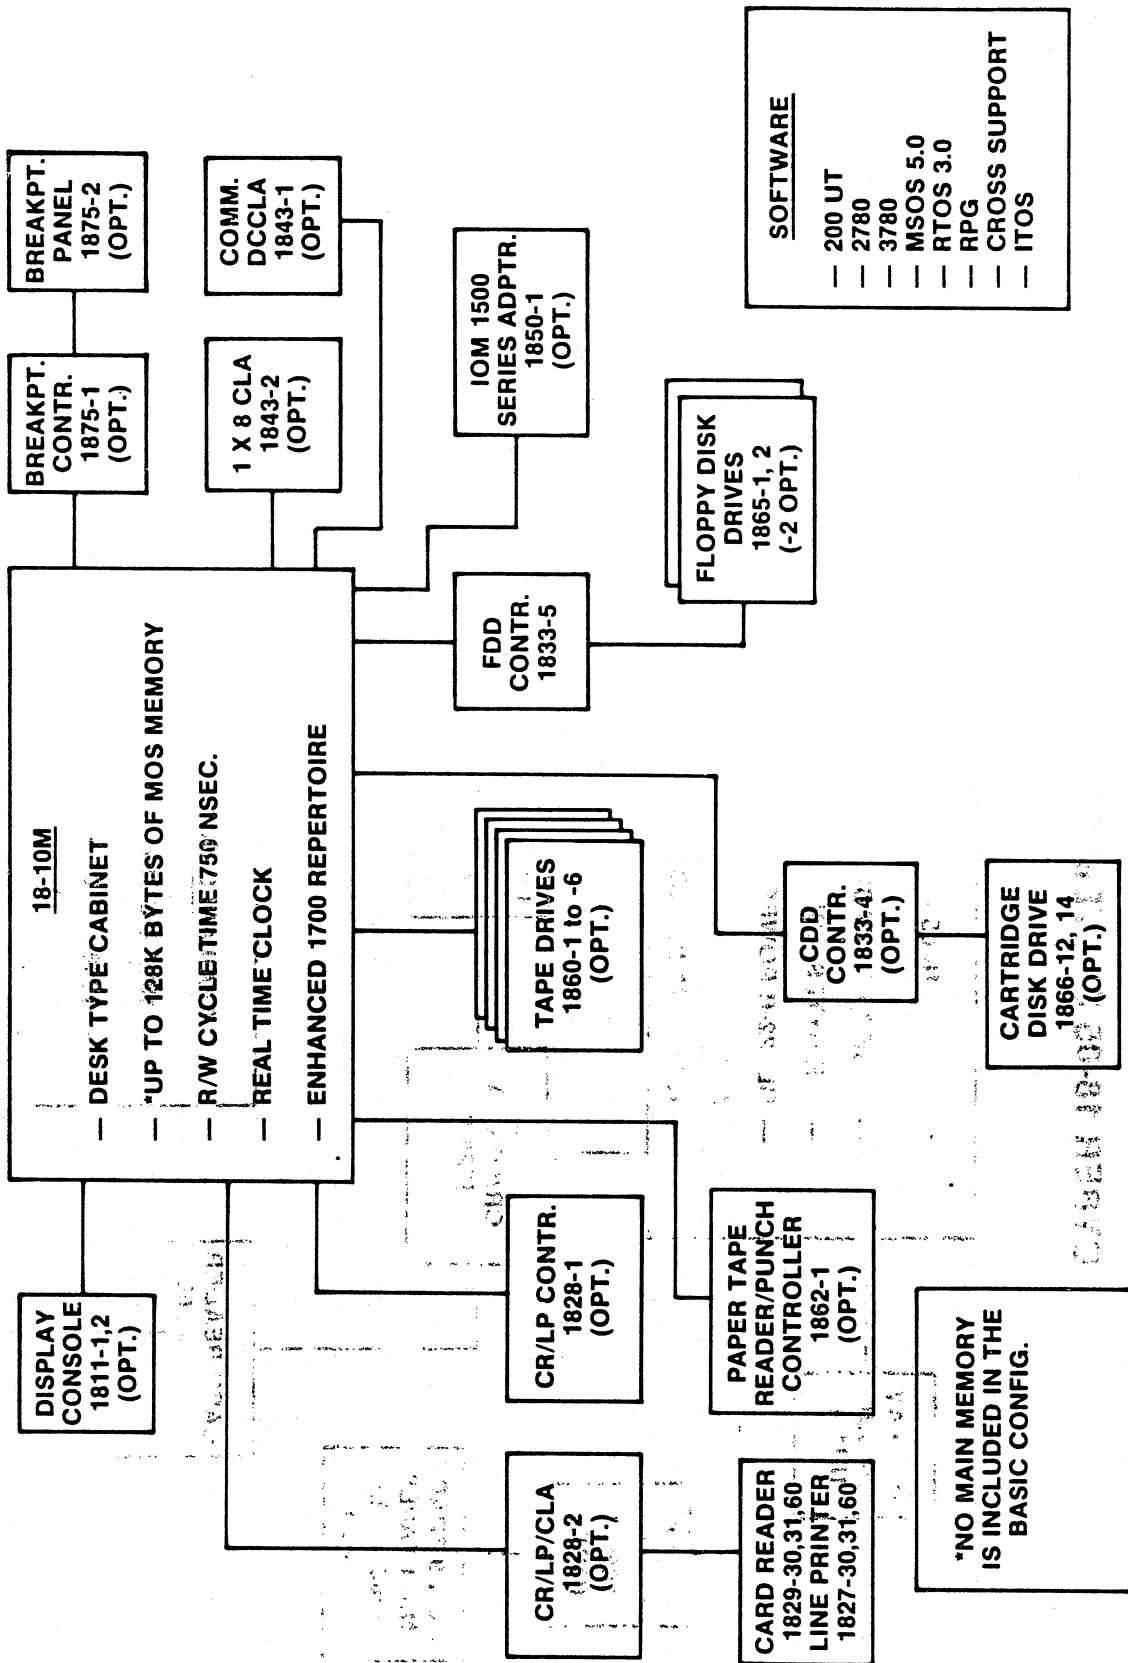 18-10M
— DESK TYPE CABINET
— *UP TO 128K BYTES OF MOS MEMORY
— R/W CYCLE TIME 750 NSEC.
— REAL TIME CLOCK
— ENHANCED 1700 REPERTOIRE
DISPLAY
CONSOLE
1811-1,2
(OPT.)
BREAKPT.
CONTR.
1875-1
(OPT.)
BREAKPT.
PANEL
1875-2
(OPT.)
1 X 8 CLA
1843-2
(OPT.)
COMM.
DCCLA
1843-1
(OPT.)
IOM 1500
SERIES ADPTR.
1850-1
(OPT.)
CR/LP/CLA
1828-2
(OPT.)
CR/LP CONTR.
1828-1
(OPT.)
TAPE DRIVES
1860-1 to -6
(OPT.)
FDD
CONTR.
1833-5
FLOPPY DISK
DRIVES
1865-1, 2
(-2 OPT.)
CARD READER
1829-30,31,60
LINE PRINTER
1827-30,31,60
PAPER TAPE
READER/PUNCH
CONTROLLER
1862-1
(OPT.)
CDD
CONTR.
1833-4
(OPT.)
CARTRIDGE
DISK DRIVE
1866-12, 14
(OPT.)
SOFTWARE
— 200 UT
— 2780
— 3780
— MSOS 5.0
— RTOS 3.0
— RPG
— CROSS SUPPORT
— ITOS
*NO MAIN MEMORY
IS INCLUDED IN THE
BASIC CONFIG.